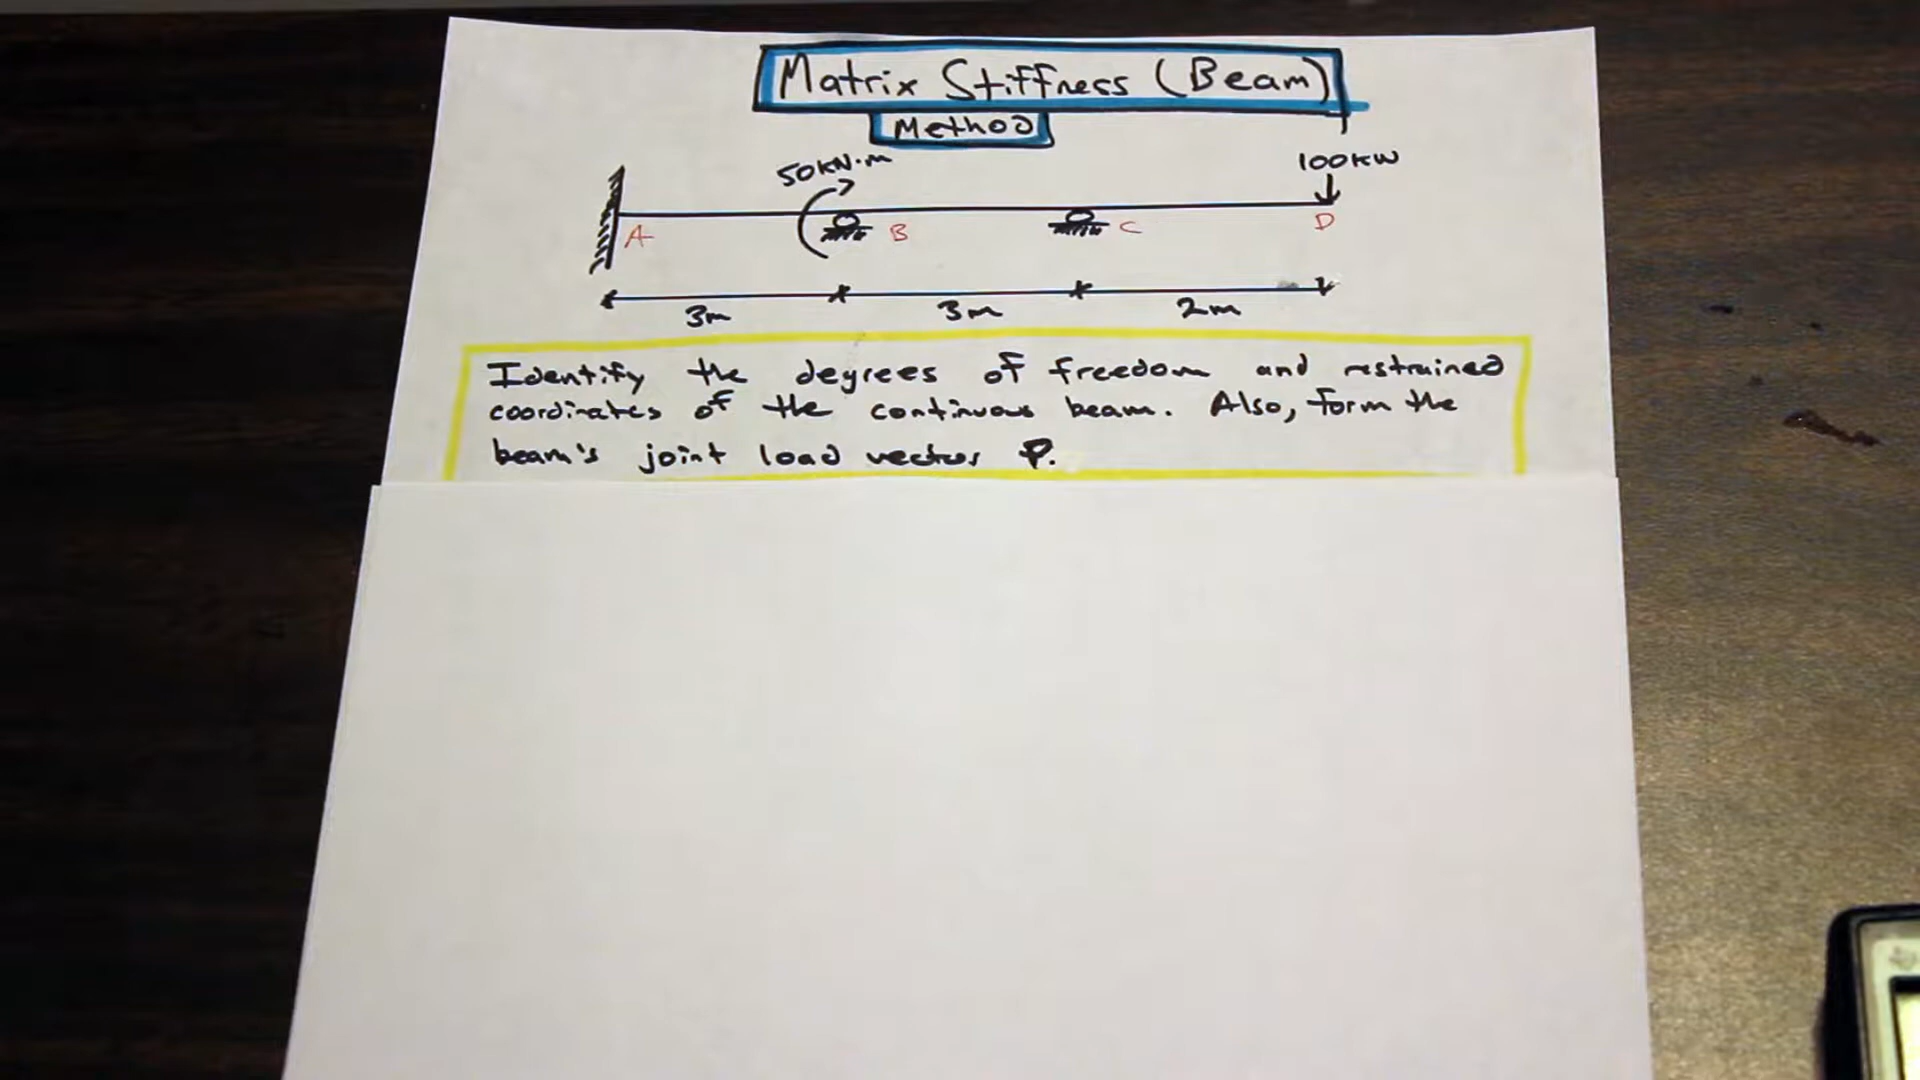 Matrix Stiffness (Beam)
Method
50KN·m
100KN
A
B
C
D
3m
3m
2m
Identify the degrees of freedom and restrained
coordinates of the continuous beam. Also, form the
beam's joint load vector P.